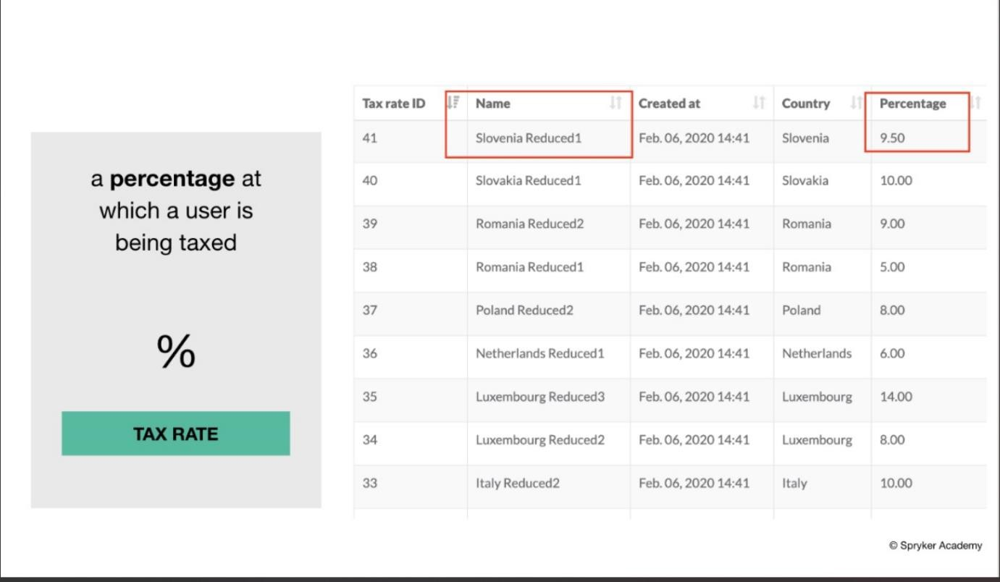 a percentage at
which a user is
being taxed
%
TAX RATE
Tax rate ID Name Created at Country Percentage
41 Slovenia Reduced1 Feb. 06, 2020 14:41 Slovenia 9.50
40 Slovakia Reduced1 Feb. 06, 2020 14:41 Slovakia 10.00
39 Romania Reduced2 Feb. 06, 2020 14:41 Romania 9.00
38 Romania Reduced1 Feb. 06, 2020 14:41 Romania 5.00
37 Poland Reduced2 Feb. 06, 2020 14:41 Poland 8.00
36 Netherlands Reduced1 Feb. 06, 2020 14:41 Netherlands 6.00
35 Luxembourg Reduced3 Feb. 06, 2020 14:41 Luxembourg 14.00
34 Luxembourg Reduced2 Feb. 06, 2020 14:41 Luxembourg 8.00
33 Italy Reduced2 Feb. 06, 2020 14:41 Italy 10.00
© Spryker Academy